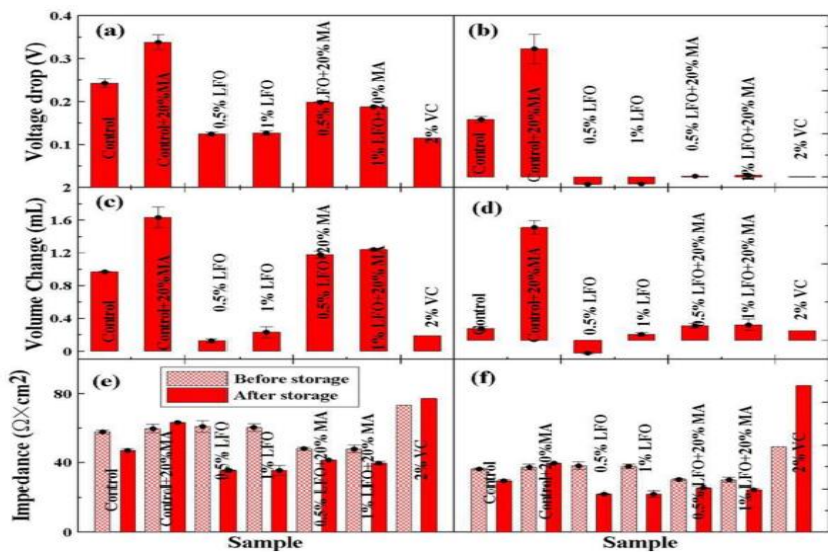 (a)
(b)
Voltage drop (V)
0.4
0.3
0.2
0.1
Control
Control+20%MA
0.5% LFO
1% LFO
0.5% LFO+20% MA
1% LFO+20% MA
2% VC
Control
Control+20%MA
0.5% LFO
1% LFO
0.5% LFO+20% MA
1% LFO+20% MA
2% VC
(c)
(d)
Volume Change (mL)
2
1.6
1.2
0.8
0.4
0
Control
Control+20%MA
0.5% LFO
1% LFO
0.5% LFO+20% MA
1% LFO+20% MA
2% VC
Control
Control+20%MA
0.5% LFO
1% LFO
0.5% LFO+20% MA
1% LFO+20% MA
2% VC
(e)
(f)
Before storage
After storage
Impedance (Ω×cm2)
80
40
0
Control
Control+20%MA
0.5% LFO
1% LFO
0.5% LFO+20% MA
1% LFO+20% MA
2% VC
Control
Control+20%MA
0.5% LFO
1% LFO
0.5% LFO+20% MA
1% LFO+20% MA
2% VC
Sample
Sample